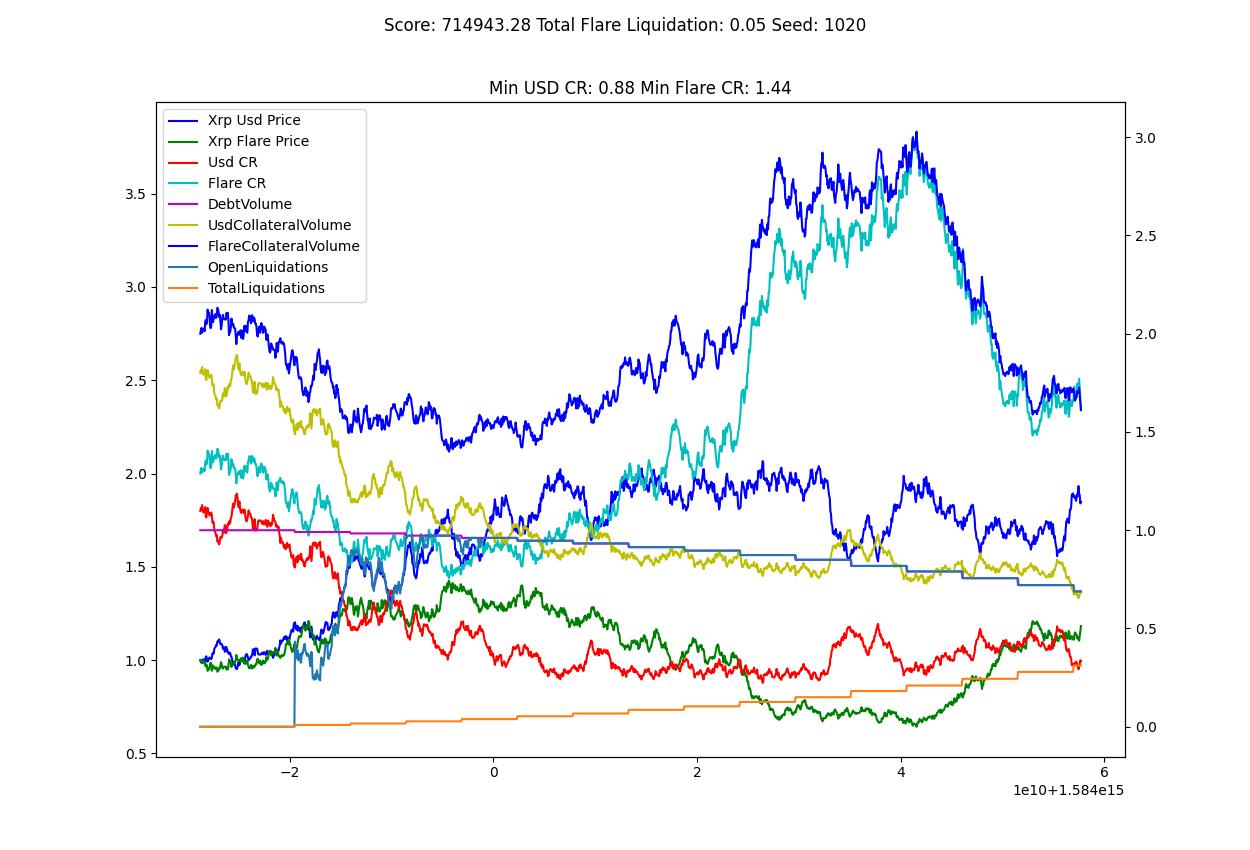 Score: 714943.28 Total Flare Liquidation: 0.05 Seed: 1020
Min USD CR: 0.88 Min Flare CR: 1.44
Xrp Usd Price
Xrp Flare Price
Usd CR
Flare CR
DebtVolume
UsdCollateralVolume
FlareCollateralVolume
OpenLiquidations
TotalLiquidations
3.5
3.0
2.5
2.0
1.5
1.0
0.5
3.0
2.5
2.0
1.5
1.0
0.5
0.0
−2 0 2 4 6
1e10+1.584e15